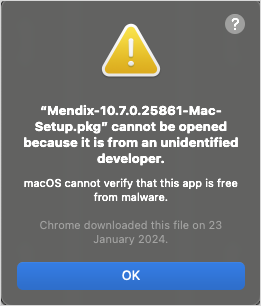 ?
“Mendix-10.7.0.25861-Mac-
Setup.pkg” cannot be opened
because it is from an unidentified
developer.
macOS cannot verify that this app is free
from malware.
Chrome downloaded this file on 23
January 2024.
OK